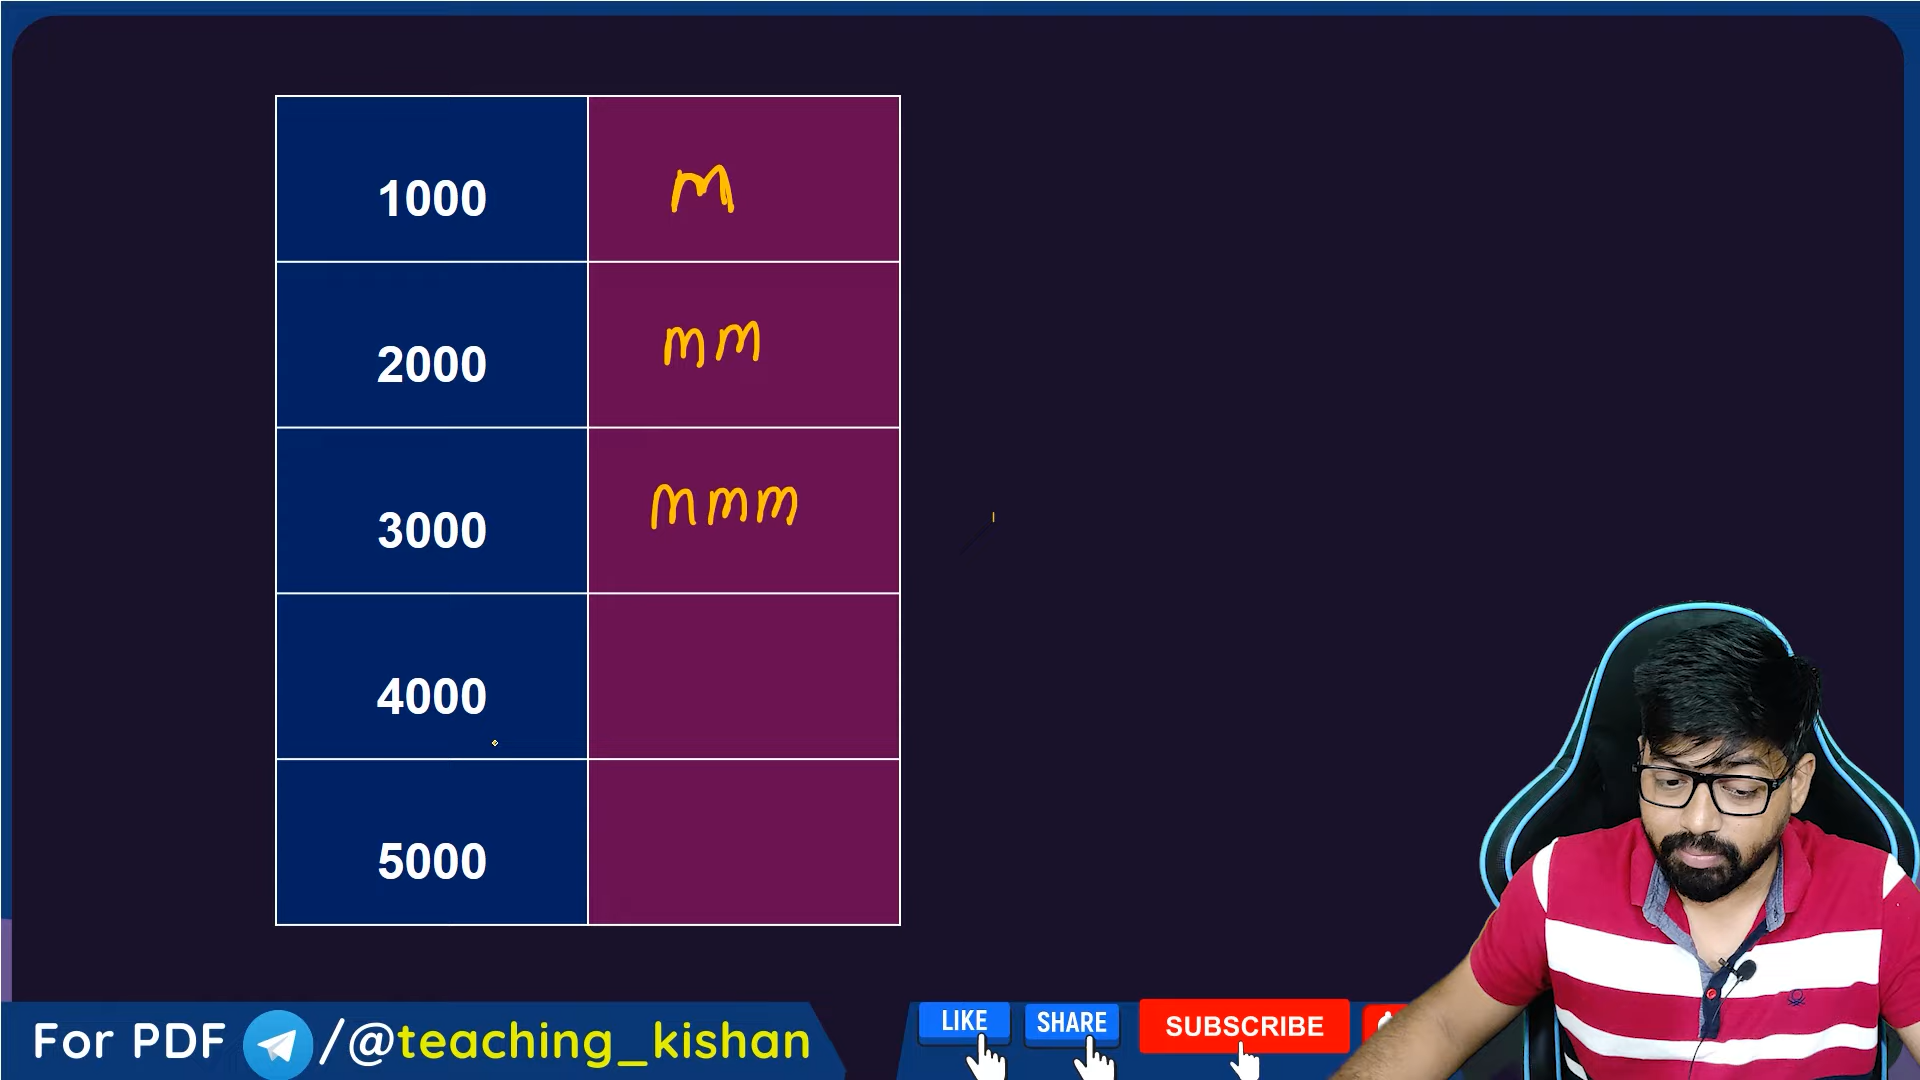 1000 M
2000 mm
3000 mmm
4000
5000
For PDF /@teaching_kishan
LIKE SHARE SUBSCRIBE